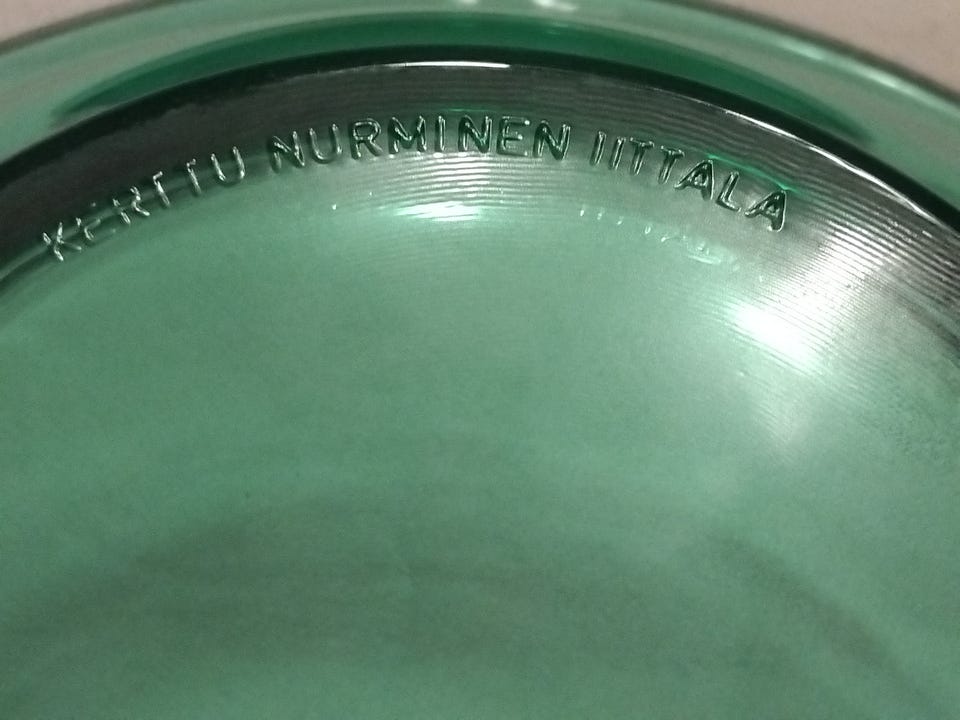 KERTTU NURMINEN IITTALA